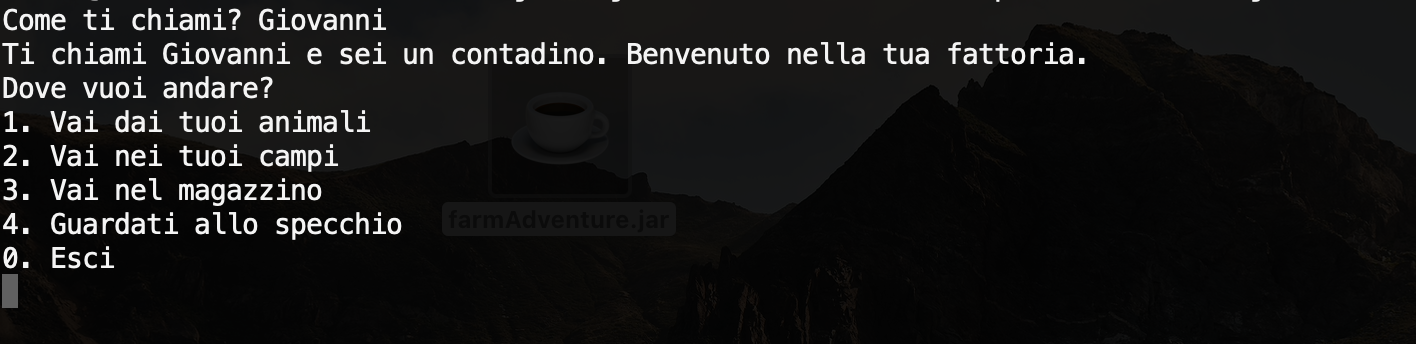 Come ti chiami? Giovanni
Ti chiami Giovanni e sei un contadino. Benvenuto nella tua fattoria.
Dove vuoi andare?
1. Vai dai tuoi animali
2. Vai nei tuoi campi
3. Vai nel magazzino
4. Guardati allo specchio
farmAdventure.jar
0. Esci